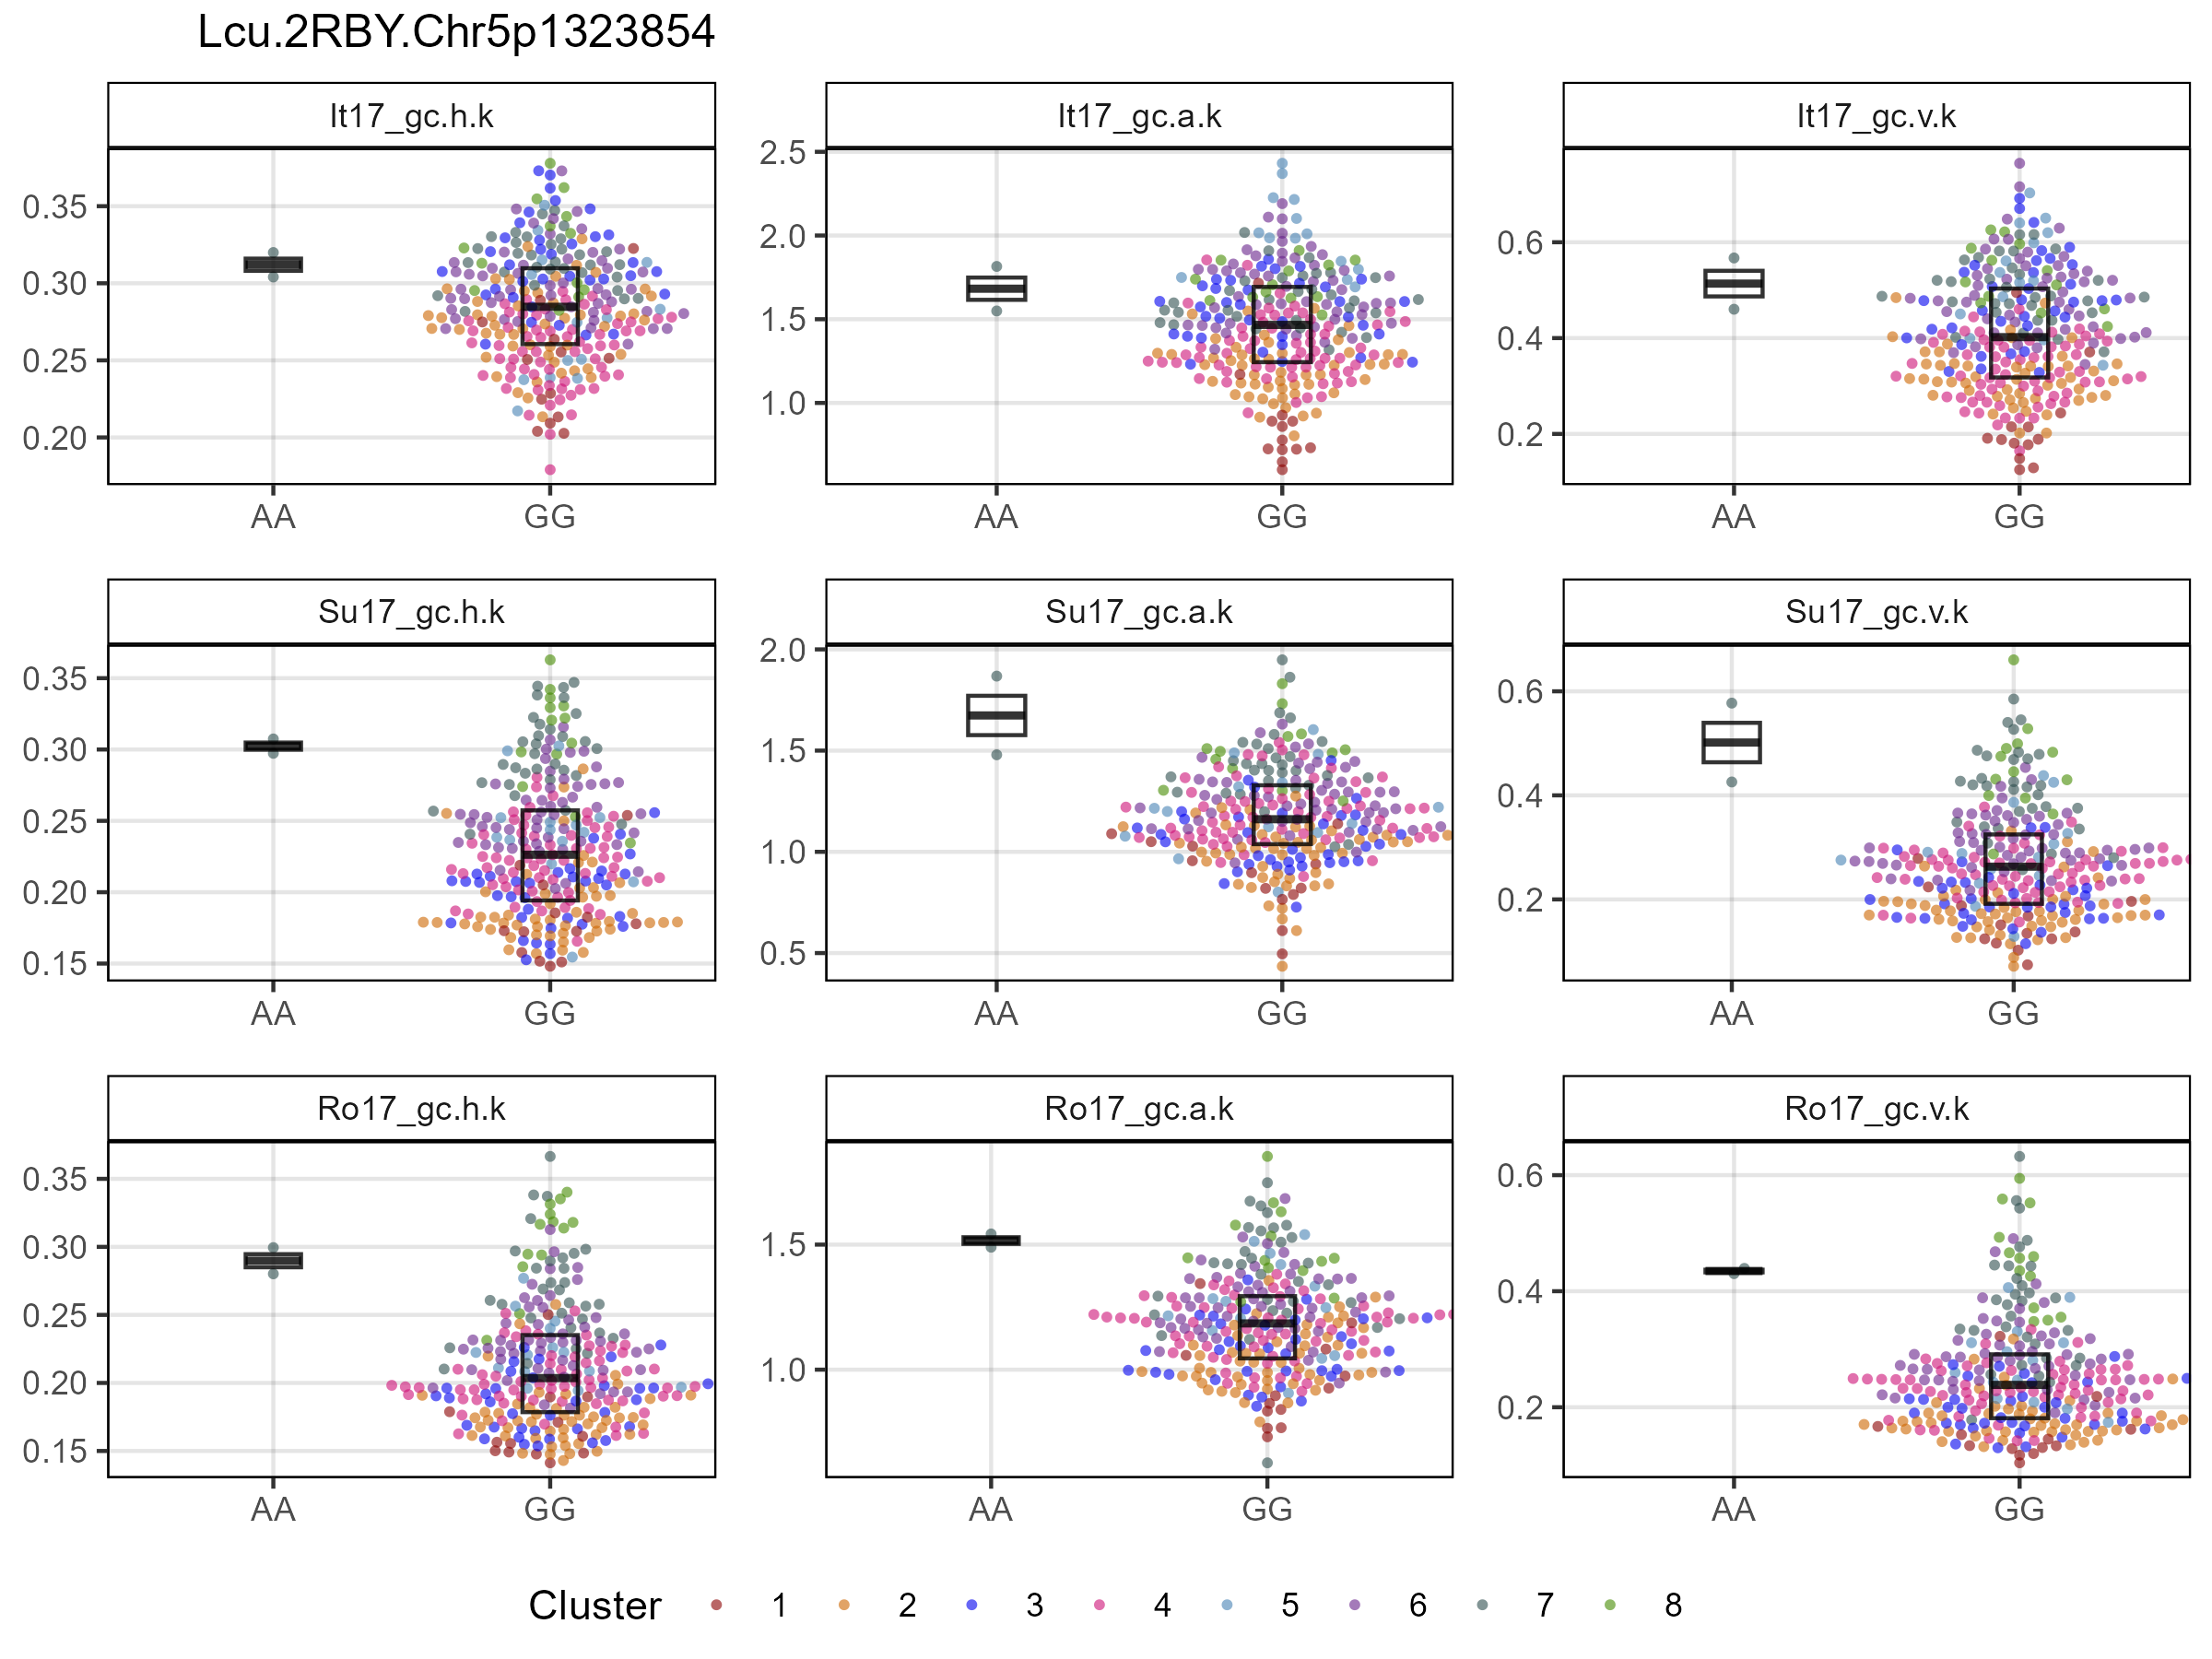 Lcu.2RBY.Chr5p1323854
It17_gc.h.k
It17_gc.a.k
It17_gc.v.k
0.35
0.30
0.25
0.20
AA
GG
2.5
2.0
1.5
1.0
AA
GG
0.6
0.4
0.2
AA
GG
Su17_gc.h.k
Su17_gc.a.k
Su17_gc.v.k
0.35
0.30
0.25
0.20
0.15
AA
GG
2.0
1.5
1.0
0.5
AA
GG
0.6
0.4
0.2
AA
GG
Ro17_gc.h.k
Ro17_gc.a.k
Ro17_gc.v.k
0.35
0.30
0.25
0.20
0.15
AA
GG
1.5
1.0
AA
GG
0.6
0.4
0.2
AA
GG
Cluster 1 2 3 4 5 6 7 8